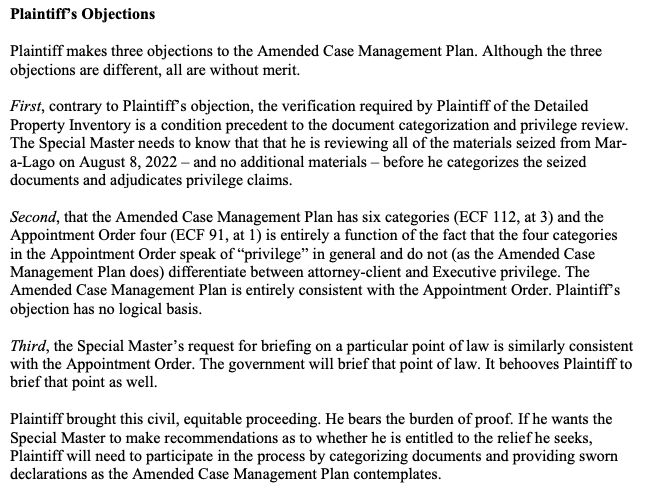 Plaintiff's Objections
Plaintiff makes three objections to the Amended Case Management Plan. Although the three
objections are different, all are without merit.
First, contrary to Plaintiff's objection, the verification required by Plaintiff of the Detailed
Property Inventory is a condition precedent to the document categorization and privilege review.
The Special Master needs to know that that he is reviewing all of the materials seized from Mar-
a-Lago on August 8, 2022 – and no additional materials – before he categorizes the seized
documents and adjudicates privilege claims.
Second, that the Amended Case Management Plan has six categories (ECF 112, at 3) and the
Appointment Order four (ECF 91, at 1) is entirely a function of the fact that the four categories
in the Appointment Order speak of “privilege” in general and do not (as the Amended Case
Management Plan does) differentiate between attorney-client and Executive privilege. The
Amended Case Management Plan is entirely consistent with the Appointment Order. Plaintiff's
objection has no logical basis.
Third, the Special Master's request for briefing on a particular point of law is similarly consistent
with the Appointment Order. The government will brief that point of law. It behooves Plaintiff to
brief that point as well.
Plaintiff brought this civil, equitable proceeding. He bears the burden of proof. If he wants the
Special Master to make recommendations as to whether he is entitled to the relief he seeks,
Plaintiff will need to participate in the process by categorizing documents and providing sworn
declarations as the Amended Case Management Plan contemplates.